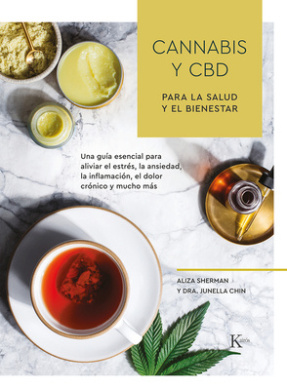 CANNABIS
Y CBD
PARA LA SALUD
Y EL BIENESTAR
Una guía esencial para
aliviar el estrés, la ansiedad,
la inflamación, el dolor
crónico y mucho más
ALIZA SHERMAN
Y DRA. JUNELLA CHIN
K